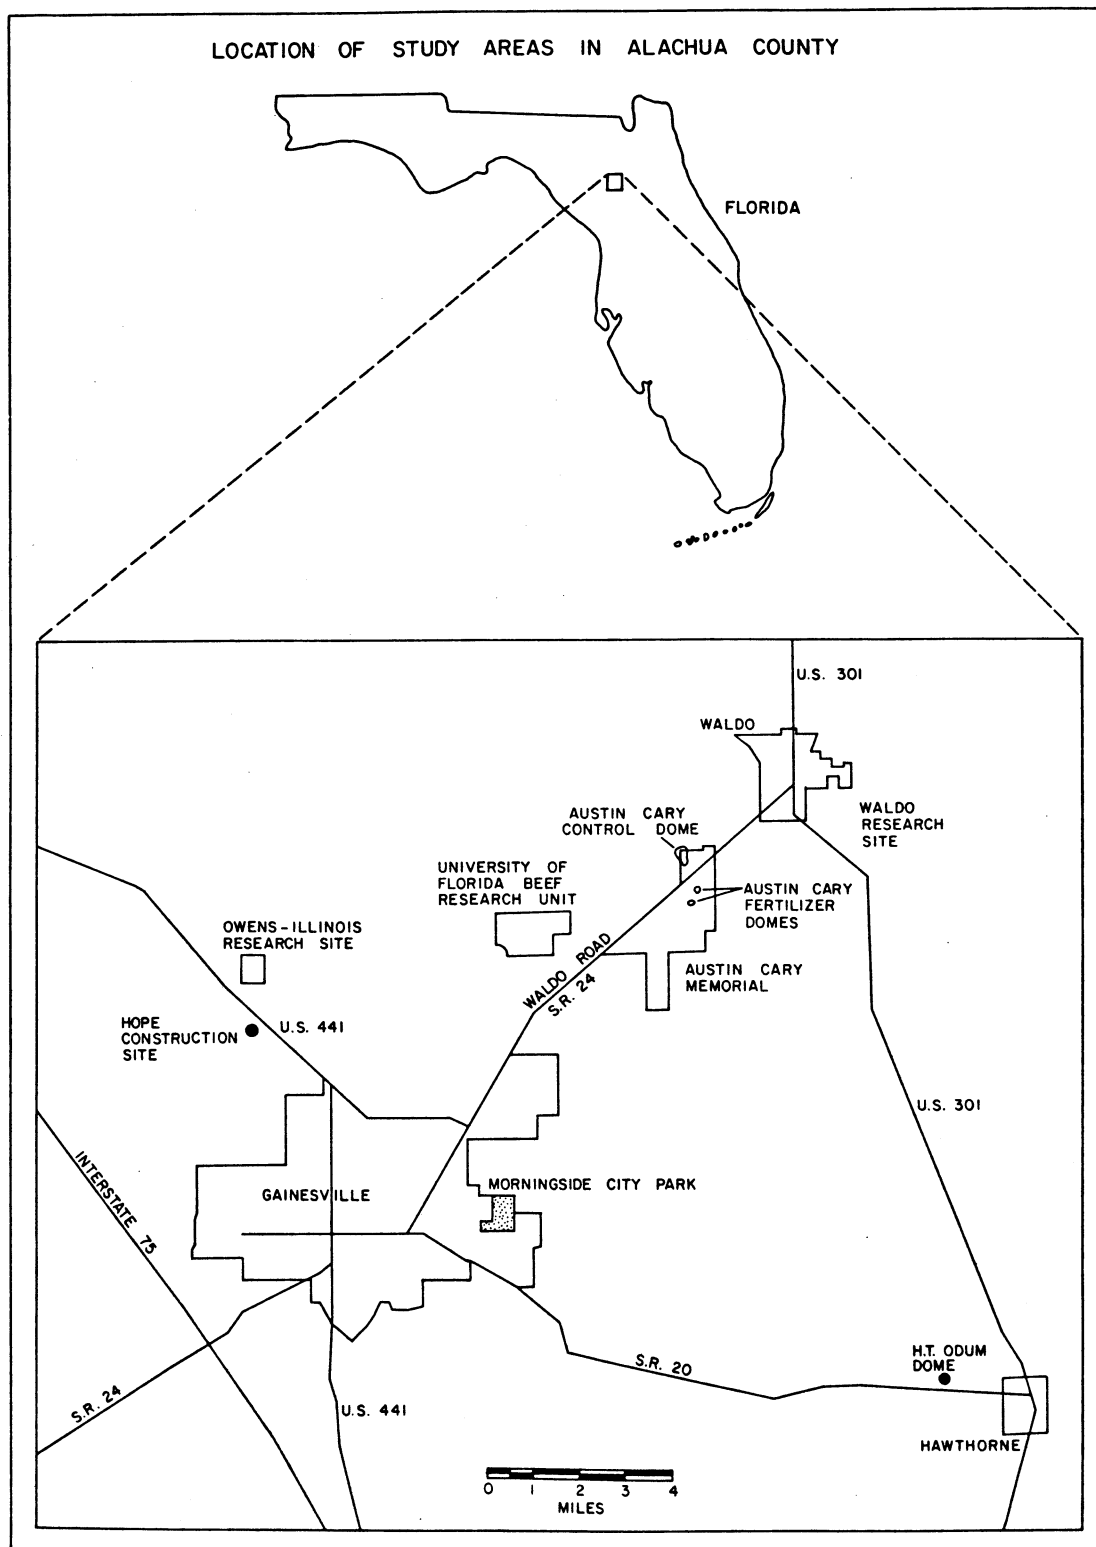 LOCATION OF STUDY AREAS IN ALACHUA COUNTY
FLORIDA
U.S. 301
WALDO
WALDO
RESEARCH
SITE
AUSTIN CARY
CONTROL DOME
UNIVERSITY OF
FLORIDA BEEF
RESEARCH UNIT
AUSTIN CARY
FERTILIZER
DOMES
OWENS-ILLINOIS
RESEARCH SITE
WALDO ROAD
S.R. 24
AUSTIN CARY
MEMORIAL
HOPE
CONSTRUCTION
SITE
U.S. 441
U.S. 301
INTERSTATE 75
GAINESVILLE
MORNINGSIDE CITY PARK
H.T. ODUM
DOME
S.R. 20
S.R. 24
U.S. 441
HAWTHORNE
0 1 2 3 4
MILES